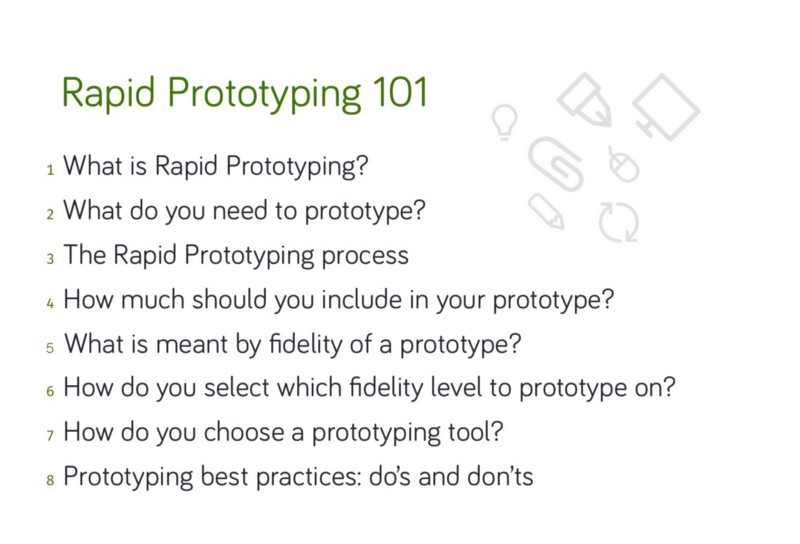 Rapid Prototyping 101
1 What is Rapid Prototyping?
2 What do you need to prototype?
3 The Rapid Prototyping process
4 How much should you include in your prototype?
5 What is meant by fidelity of a prototype?
6 How do you select which fidelity level to prototype on?
7 How do you choose a prototyping tool?
8 Prototyping best practices: do’s and don’ts